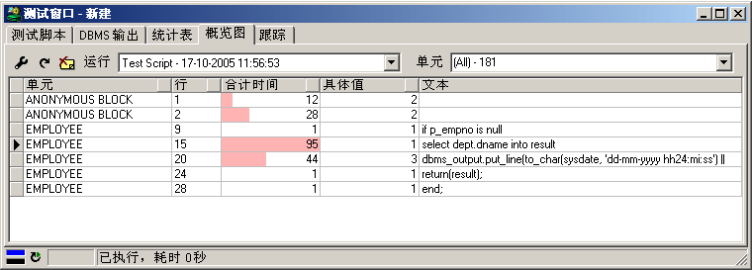 测试窗口 - 新建
测试脚本 DBMS 输出 统计表 概览图 跟踪
运行 Test Script - 17-10-2005 11:56:53 单元 (All) - 181
单元 行 合计时间 具体值 文本
ANONYMOUS BLOCK 1 12 2
ANONYMOUS BLOCK 2 28 2
EMPLOYEE 9 1 1 if p_empno is null
EMPLOYEE 15 95 1 select dept.dname into result
EMPLOYEE 20 44 3 dbms_output.put_line(to_char(sysdate, 'dd-mm-yyyy hh24:mi:ss') ||
EMPLOYEE 24 1 1 return(result);
EMPLOYEE 28 1 1 end;
已执行，耗时 0秒